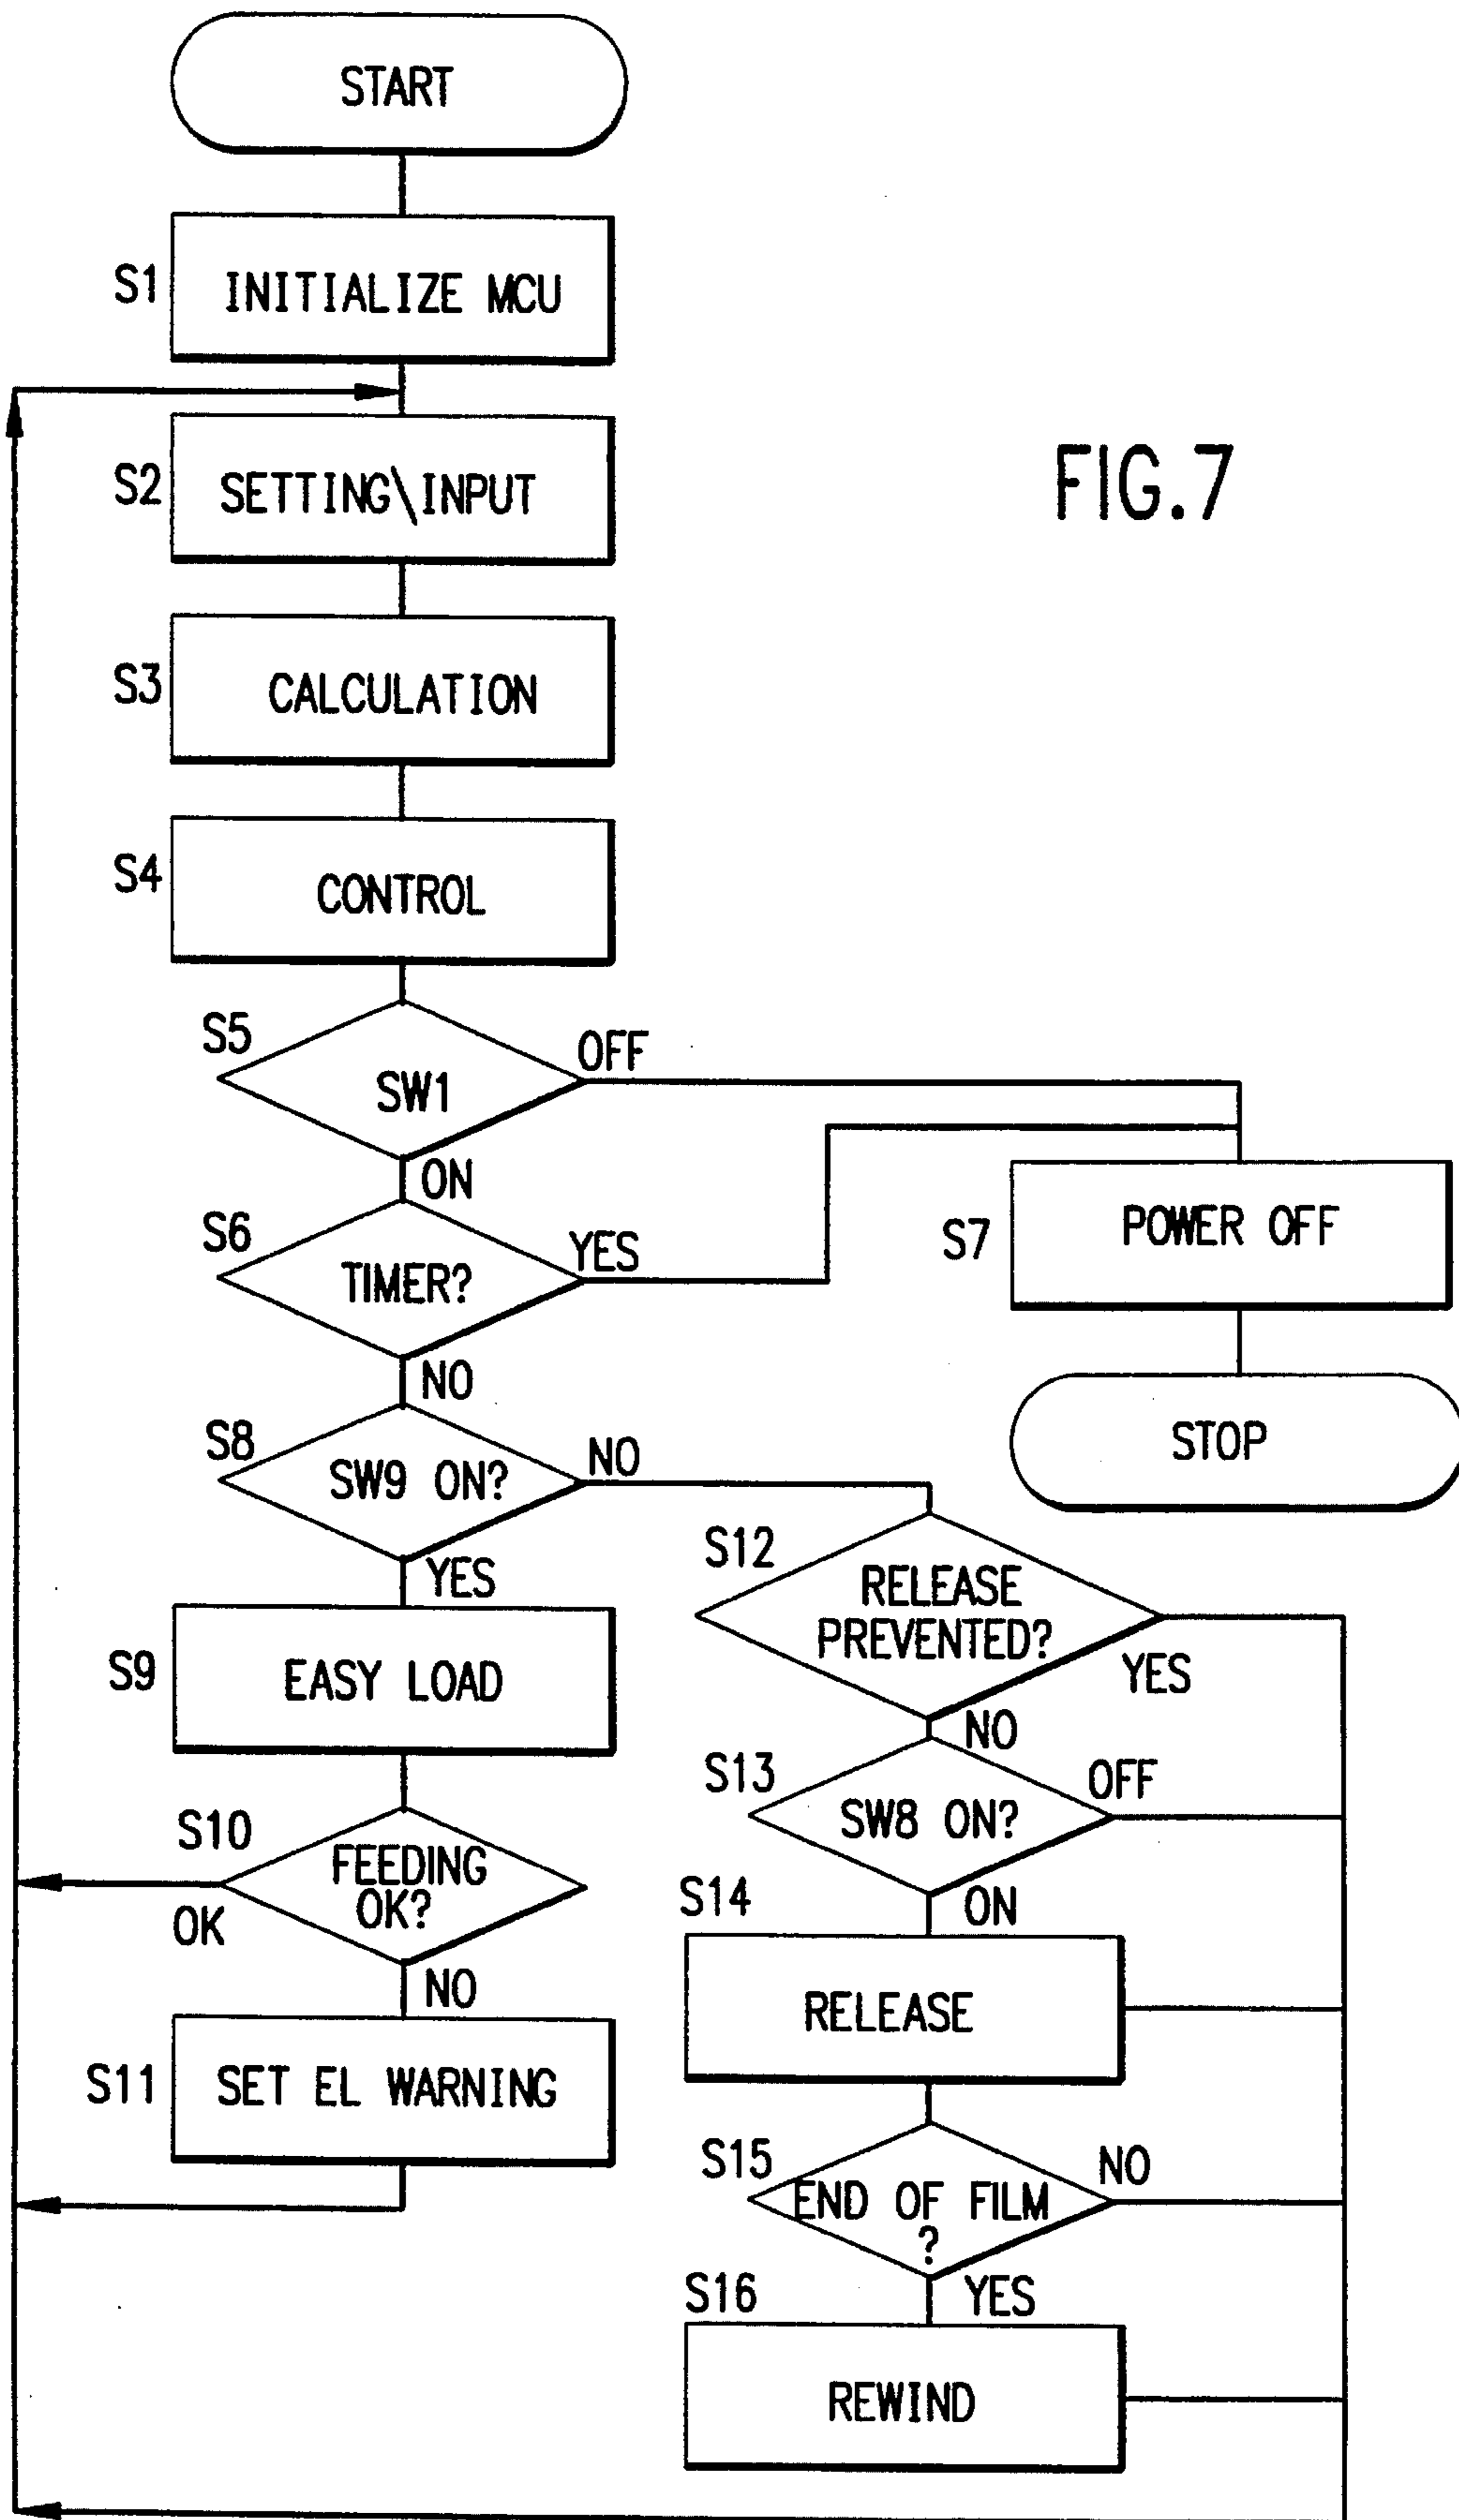 START
S1
INITIALIZE MCU
S2
SETTING\INPUT
FIG.7
S3
CALCULATION
S4
CONTROL
S5
SW1
OFF
ON
S6
TIMER?
YES
S7
POWER OFF
NO
STOP
S8
SW9 ON?
NO
YES
S12
RELEASE
PREVENTED?
YES
NO
S9
EASY LOAD
S13
SW8 ON?
OFF
ON
S10
FEEDING
OK?
OK
NO
S14
RELEASE
S11
SET EL WARNING
S15
END OF FILM
?
NO
YES
S16
REWIND